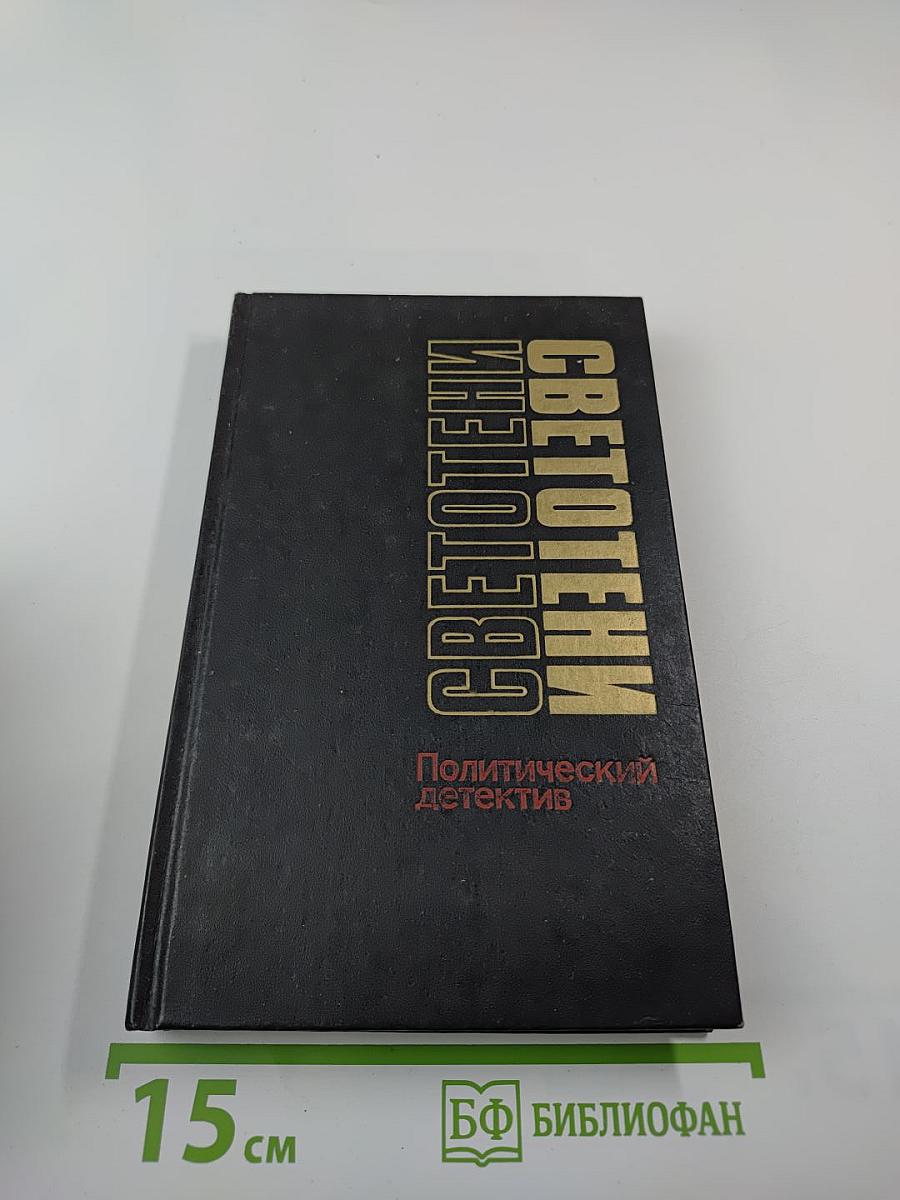 СВЕТОТЕНИ
СВЕТОТЕНИ
Политический
детектив
15 см
БФ БИБЛИОФАН